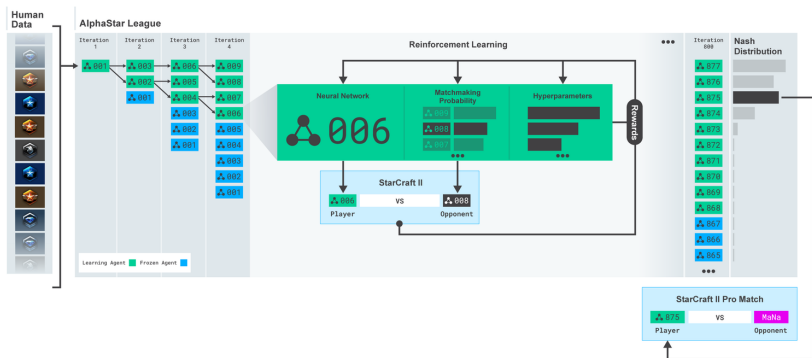 Human
Data
AlphaStar League
Iteration
1
Iteration
2
Iteration
3
Iteration
4
001
003
002
001
006
005
004
003
002
001
009
008
007
006
005
004
003
002
001
Learning Agent
Frozen Agent
Reinforcement Learning
Neural Network
006
Matchmaking
Probability
009
008
007
•••
Hyperparameters
•••
Rewards
StarCraft II
006
VS
008
Player
Opponent
•••
Iteration
800
877
876
875
874
873
872
871
870
869
868
867
866
865
•••
Nash
Distribution
StarCraft II Pro Match
875
VS
MaNa
Player
Opponent